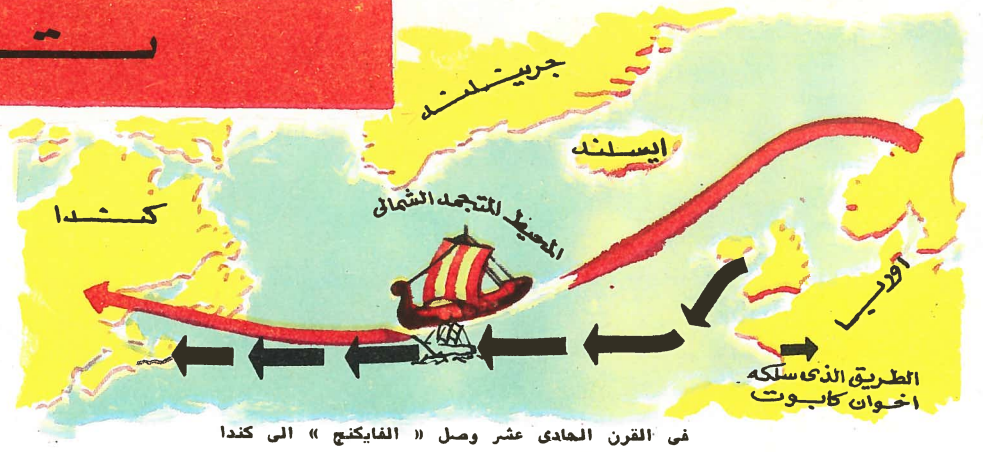 جرينلند
ايسلند
كندا
المحيط المتجمد الشمالى
اوربا
الطريق الذى سلكه
اخوان كابوت
فى القرن الحادى عشر وصل « الفايكنج » الى كندا